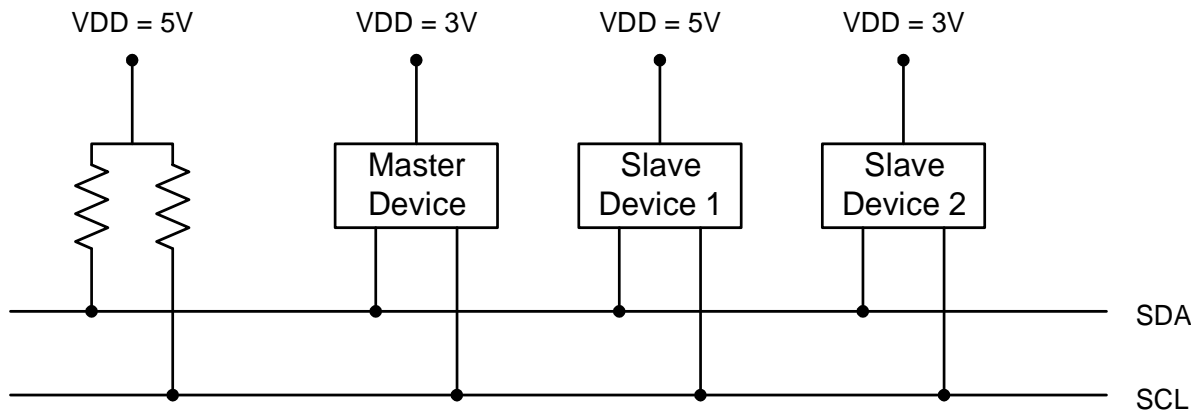 VDD = 5V VDD = 3V VDD = 5V VDD = 3V
Master
Device
Slave
Device 1
Slave
Device 2
SDA
SCL